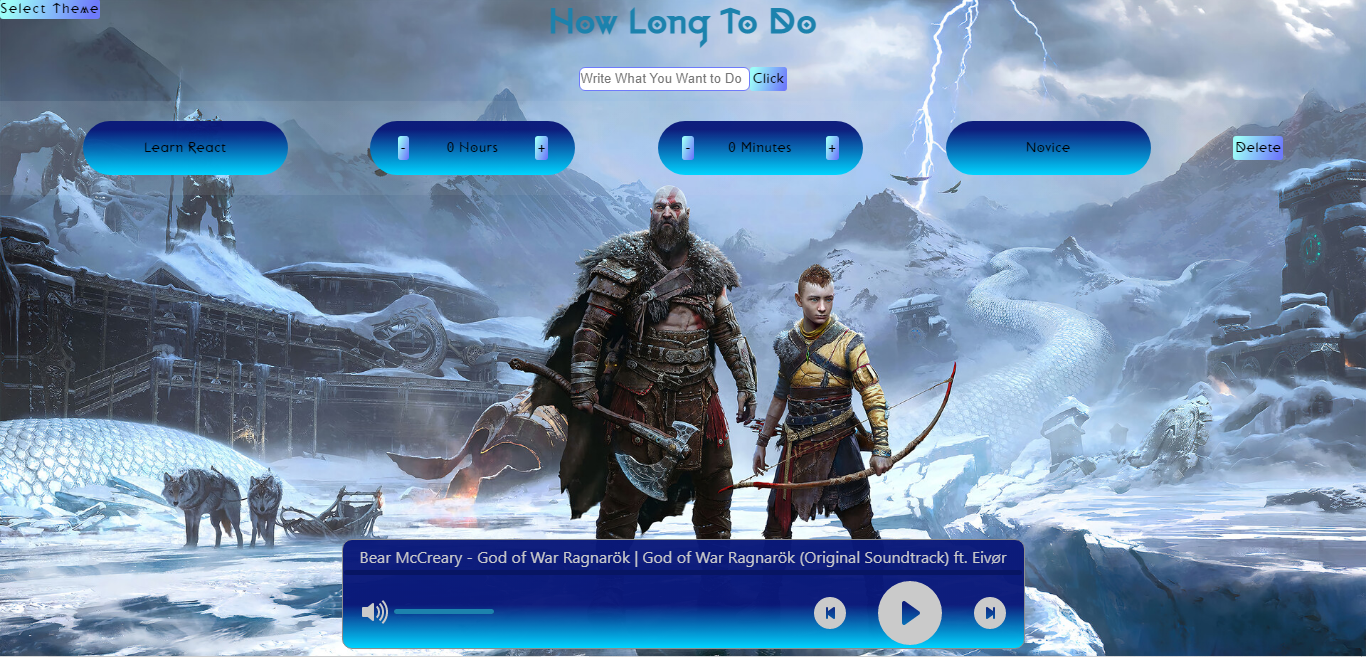 Select Theme
How Long To Do
Write What You Want to Do Click
Learn React - 0 Hours + - 0 Minutes + Novice Delete
Bear McCreary - God of War Ragnarök | God of War Ragnarök (Original Soundtrack) ft. Eivør